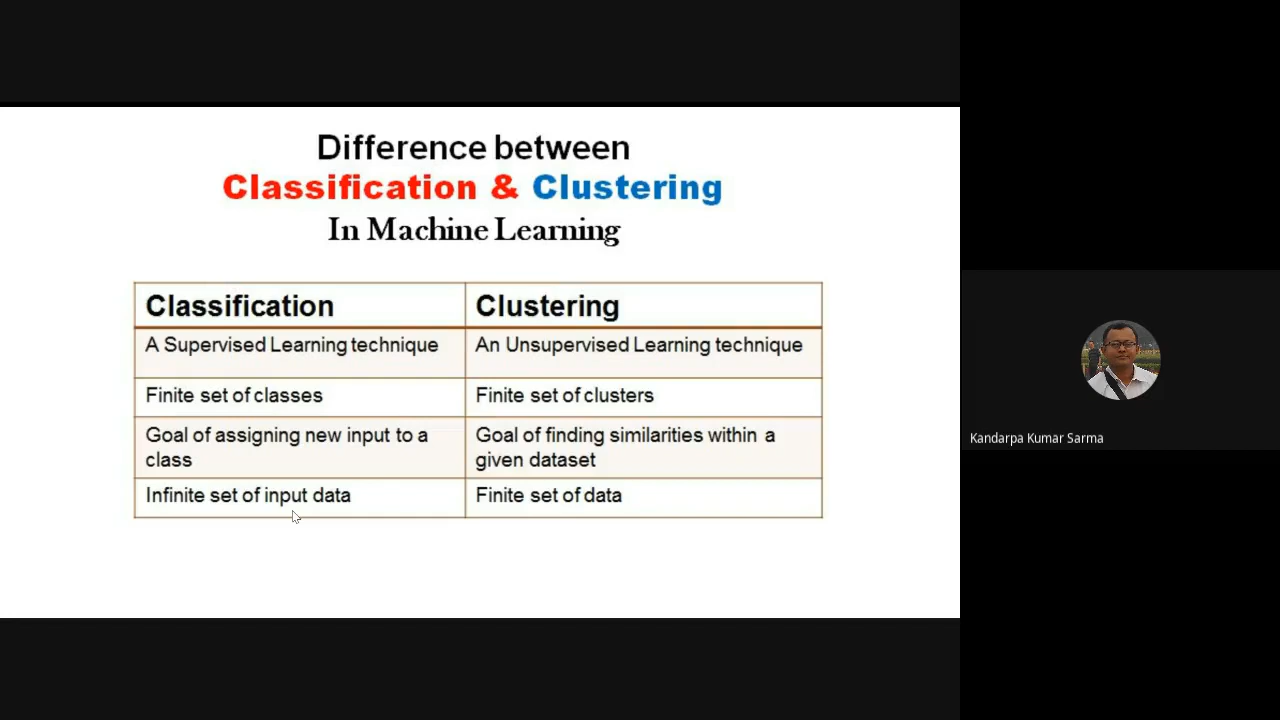 Difference between
Classification & Clustering
In Machine Learning
Classification
Clustering
A Supervised Learning technique
An Unsupervised Learning technique
Finite set of classes
Finite set of clusters
Goal of assigning new input to a
class
Goal of finding similarities within a
given dataset
Infinite set of input data
Finite set of data
Kandarpa Kumar Sarma